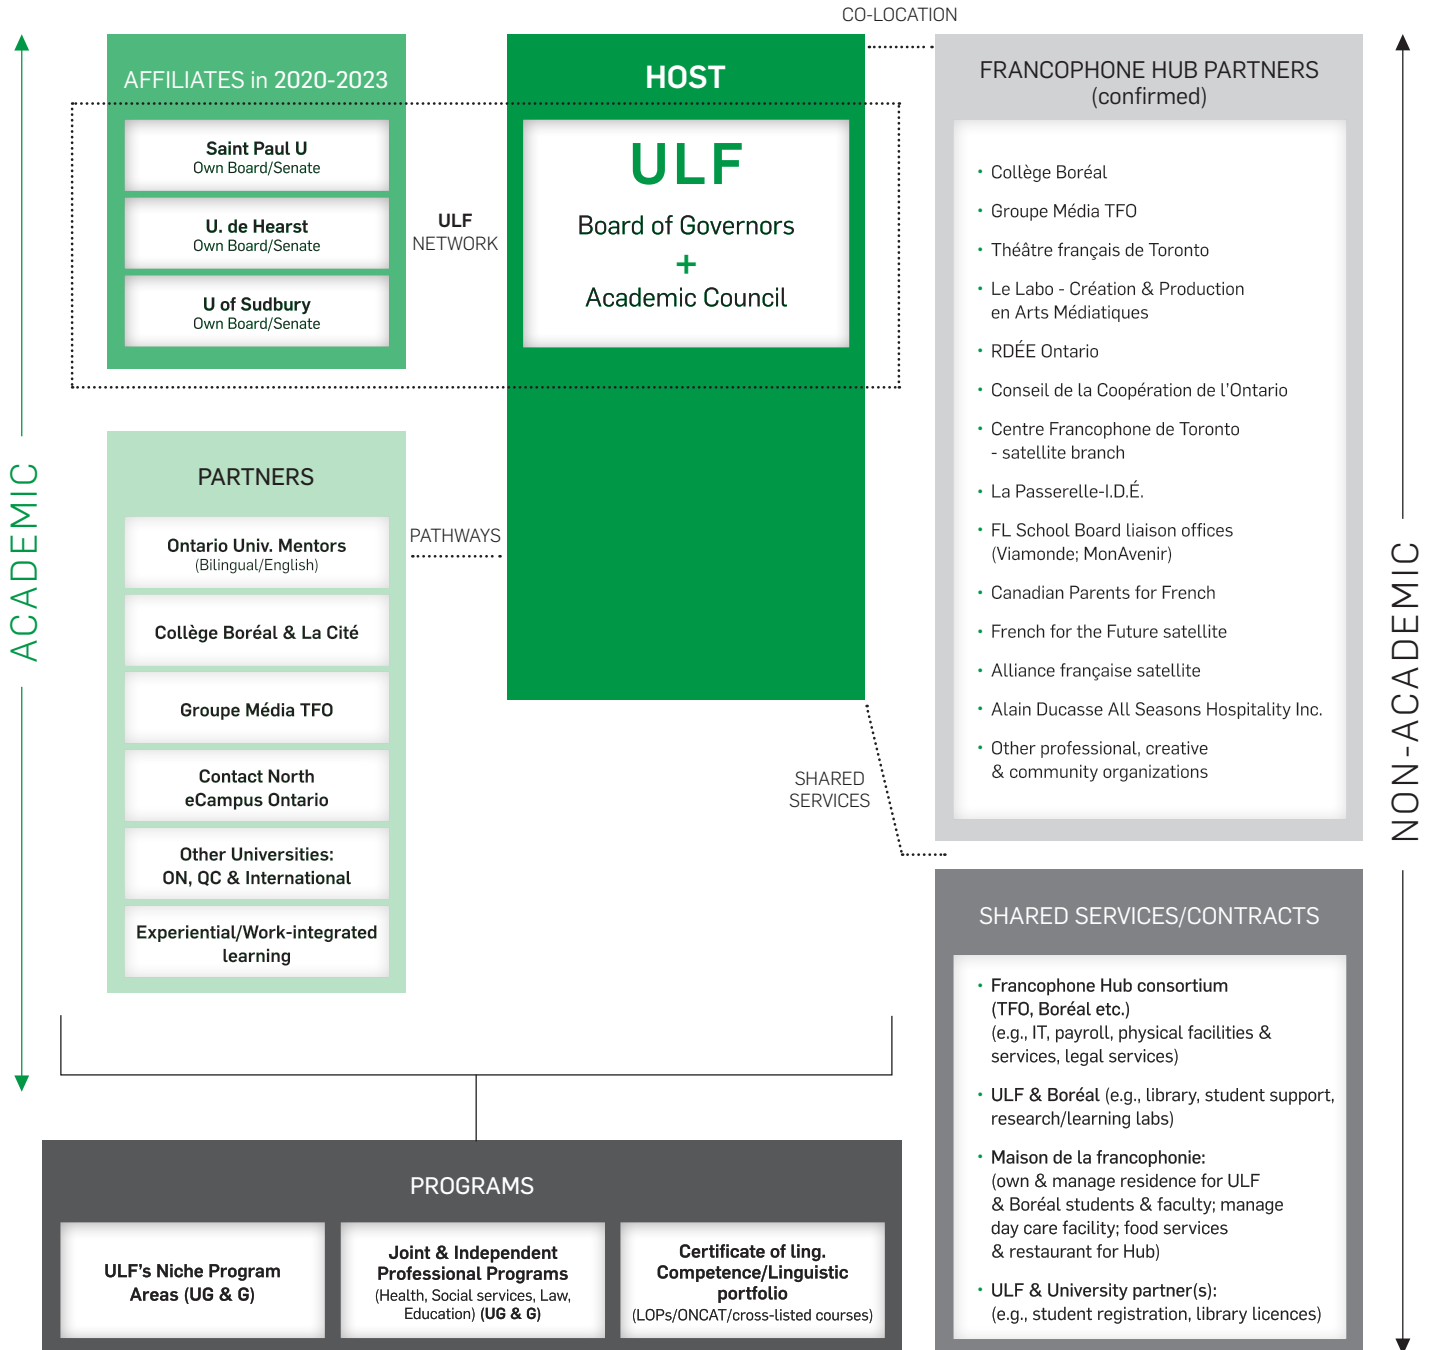 CO-LOCATION
ACADEMIC
AFFILIATES in 2020-2023
Saint Paul U
Own Board/Senate
U. de Hearst
Own Board/Senate
U of Sudbury
Own Board/Senate
ULF
NETWORK
HOST
ULF
Board of Governors
+
Academic Council
PARTNERS
Ontario Univ. Mentors
(Bilingual/English)
Collège Boréal & La Cité
Groupe Média TFO
Contact North
eCampus Ontario
Other Universities:
ON, QC & International
Experiential/Work-integrated
learning
PATHWAYS
SHARED
SERVICES
FRANCOPHONE HUB PARTNERS
(confirmed)
• Collège Boréal
• Groupe Média TFO
• Théâtre français de Toronto
• Le Labo - Création & Production
en Arts Médiatiques
• RDÉE Ontario
• Conseil de la Coopération de l'Ontario
• Centre Francophone de Toronto
- satellite branch
• La Passerelle-I.D.É.
• FL School Board liaison offices
(Viamonde; MonAvenir)
• Canadian Parents for French
• French for the Future satellite
• Alliance française satellite
• Alain Ducasse All Seasons Hospitality Inc.
• Other professional, creative
& community organizations
NON-ACADEMIC
SHARED SERVICES/CONTRACTS
• Francophone Hub consortium
(TFO, Boréal etc.)
(e.g., IT, payroll, physical facilities &
services, legal services)
• ULF & Boréal (e.g., library, student support,
research/learning labs)
• Maison de la francophonie:
(own & manage residence for ULF
& Boréal students & faculty; manage
day care facility; food services
& restaurant for Hub)
• ULF & University partner(s):
(e.g., student registration, library licences)
PROGRAMS
ULF's Niche Program
Areas (UG & G)
Joint & Independent
Professional Programs
(Health, Social services, Law,
Education) (UG & G)
Certificate of ling.
Competence/Linguistic
portfolio
(LOPs/ONCAT/cross-listed courses)